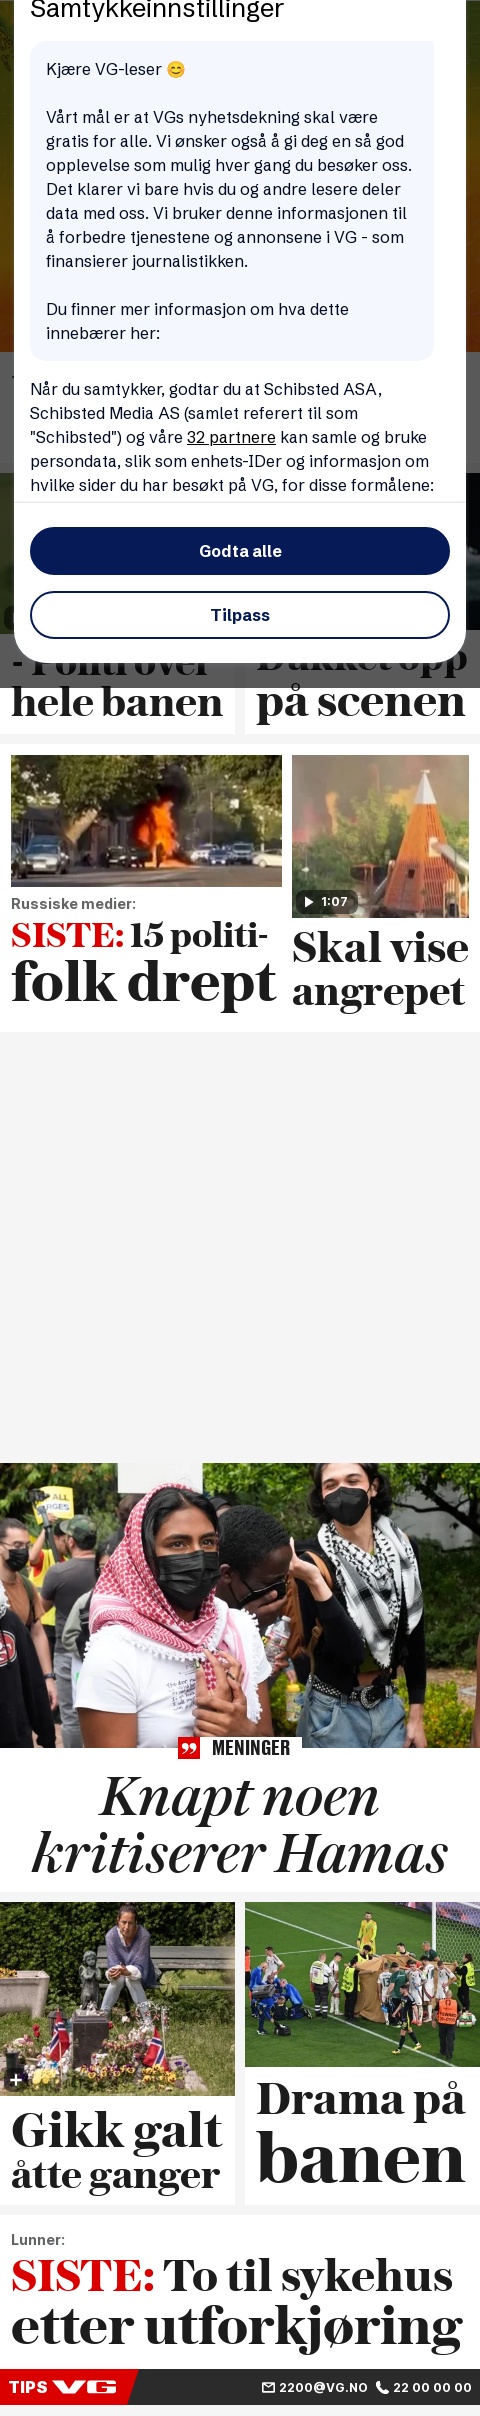 Samtykkeinnstillinger
Kjære VG-leser 😊
Vårt mål er at VGs nyhetsdekning skal være
gratis for alle. Vi ønsker også å gi deg en så god
opplevelse som mulig hver gang du besøker oss.
Det klarer vi bare hvis du og andre lesere deler
data med oss. Vi bruker denne informasjonen til
å forbedre tjenestene og annonsene i VG - som
finansierer journalistikken.
Du finner mer informasjon om hva dette
innebærer her:
Når du samtykker, godtar du at Schibsted ASA,
Schibsted Media AS (samlet referert til som
"Schibsted") og våre 32 partnere kan samle og bruke
persondata, slik som enhets-IDer og informasjon om
hvilke sider du har besøkt på VG, for disse formålene:
Godta alle
Tilpass
hele banen
på scenen
Russiske medier:
SISTE: 15 politi-
folk drept
1:07
Skal vise
angrepet
MENINGER
Knapt noen
kritiserer Hamas
Gikk galt
åtte ganger
Drama på
banen
Lunner:
SISTE: To til sykehus
etter utforkjøring
TIPS VG 2200@VG.NO 22 00 00 00